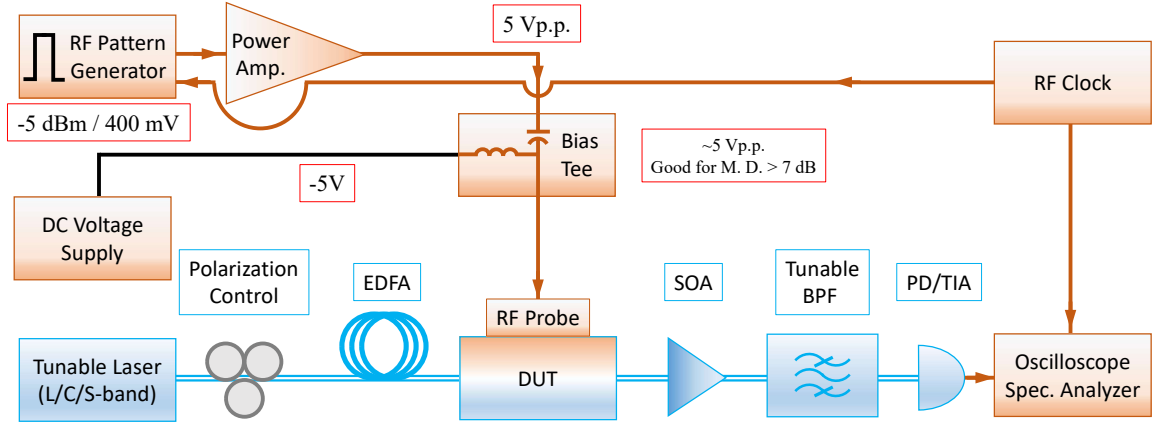 5 Vp.p.
RF Pattern
Generator
Power
Amp.
RF Clock
-5 dBm / 400 mV
Bias
Tee
~5 Vp.p.
Good for M. D. > 7 dB
-5V
DC Voltage
Supply
Polarization
Control
EDFA
SOA
Tunable
BPF
PD/TIA
RF Probe
Tunable Laser
(L/C/S-band)
DUT
Oscilloscope
Spec. Analyzer